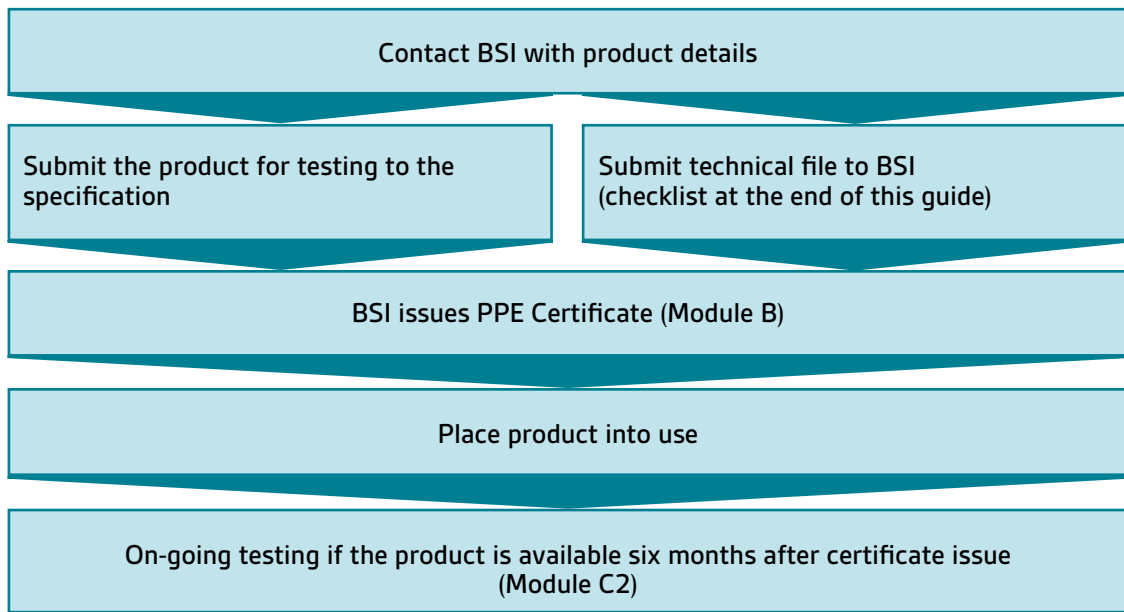 Contact BSI with product details
Submit the product for testing to the
specification
Submit technical file to BSI
(checklist at the end of this guide)
BSI issues PPE Certificate (Module B)
Place product into use
On-going testing if the product is available six months after certificate issue
(Module C2)